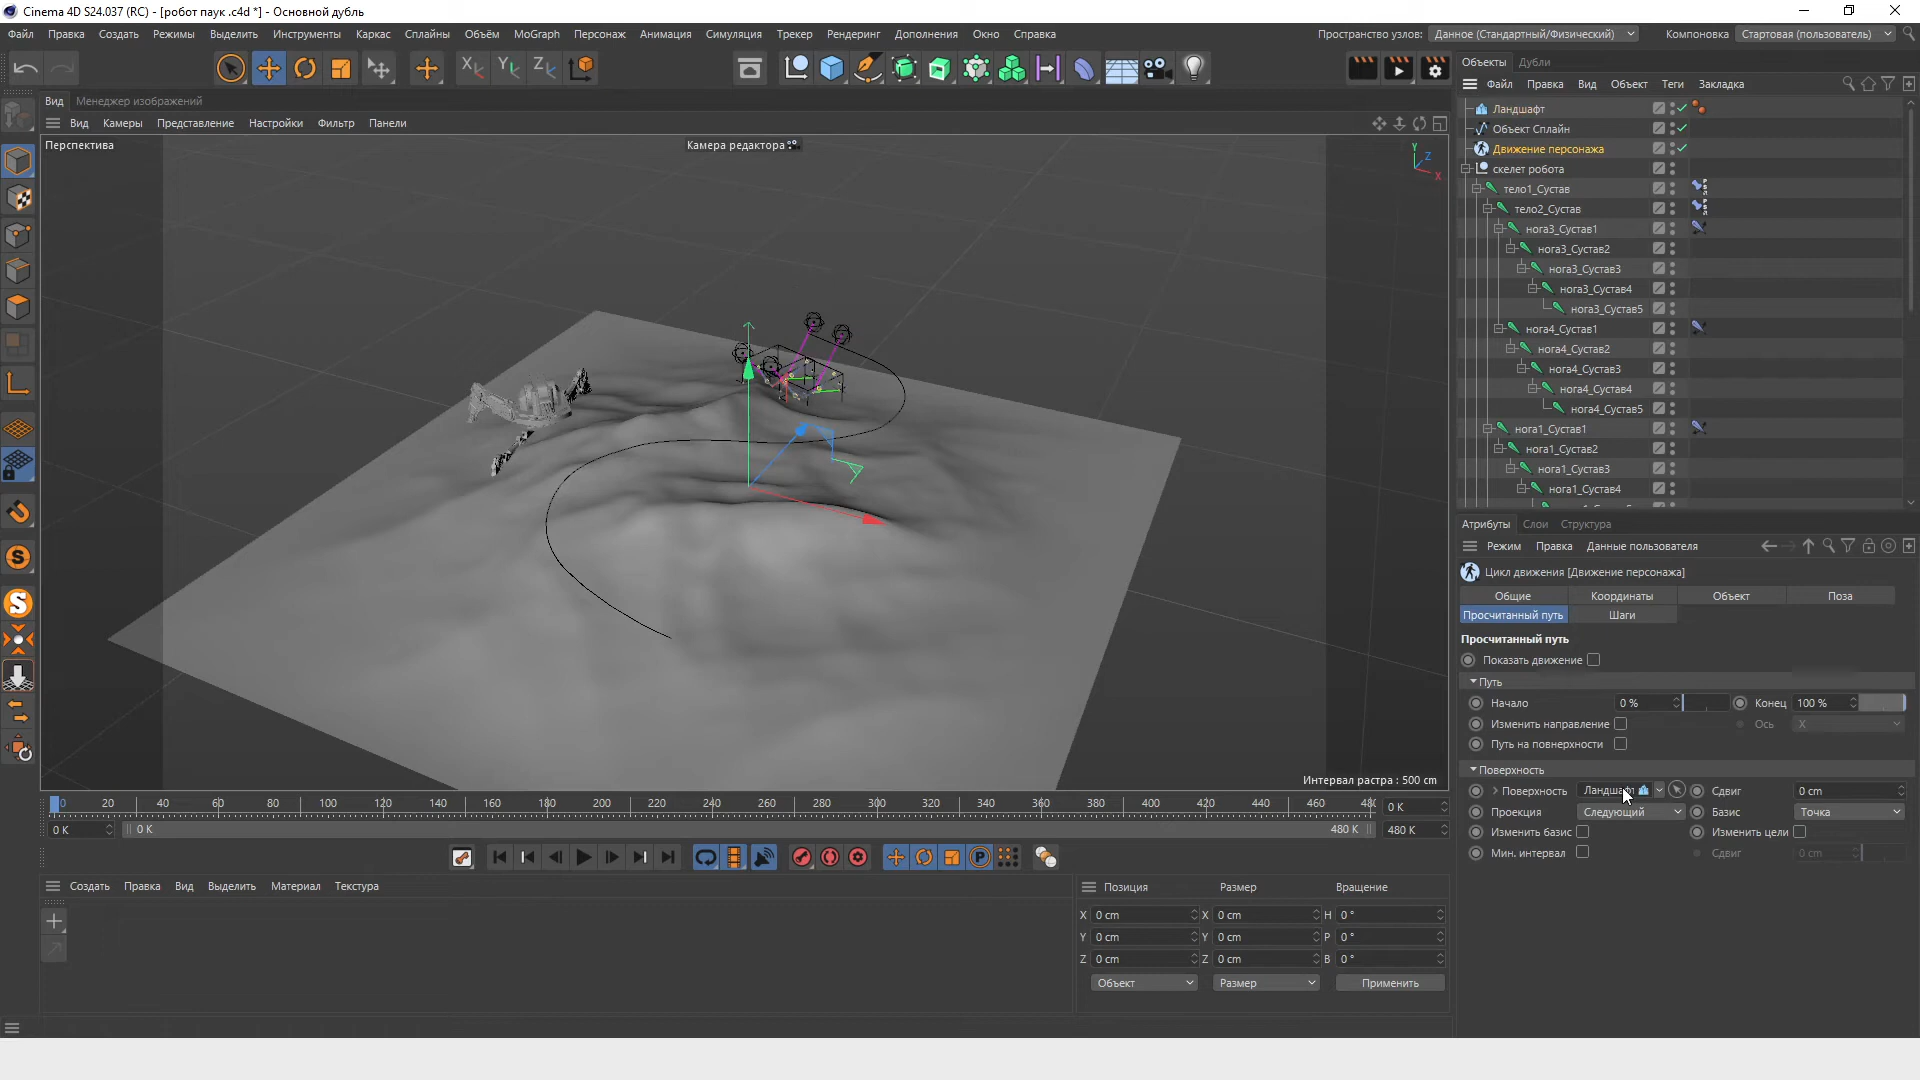 Cinema 4D S24.037 (RC) - [робот паук .c4d *] - Основной дубль
Файл Правка Создать Режимы Выделить Инструменты Каркас Сплайны Объём MoGraph Персонаж Анимация Симуляция Трекер Рендеринг Дополнения Окно Справка Пространство узлов: Данное (Стандартный/Физический) Компоновка Стартовая (пользователь)
X Y Z
Объекты Дубли
Файл Правка Вид Объект Теги Закладка
Вид Менеджер изображений
Вид Камеры Представление Настройки Фильтр Панели
Перспектива
Камера редактора
Y Z X
Ландшафт
Объект Сплайн
Движение персонажа
скелет робота
тело1_Сустав
тело2_Сустав
нога3_Сустав1
нога3_Сустав2
нога3_Сустав3
нога3_Сустав4
нога3_Сустав5
нога4_Сустав1
нога4_Сустав2
нога4_Сустав3
нога4_Сустав4
нога4_Сустав5
нога1_Сустав1
нога1_Сустав2
нога1_Сустав3
нога1_Сустав4
Атрибуты Слои Структура
Режим Правка Данные пользователя
Цикл движения [Движение персонажа]
Общие Координаты Объект Поза
Просчитанный путь Шаги
Просчитанный путь
Показать движение
Путь
Начало 0 % Конец 100 %
Изменить направление Ось X
Путь на повнерхности
Поверхность
Поверхность Сдвиг 0 cm
Проекция Следующий Базис Точка
Изменить базис Изменить цели
Мин. интервал Сдвиг 0 cm
Интервал растра : 500 cm
0 20 40 60 80 100 120 140 160 180 200 220 240 260 280 300 320 340 360 380 400 420 440 460 48 0 K
0 K 0 K 480 K 480 K
Создать Правка Вид Выделить Материал Текстура
Позиция Размер Вращение
X 0 cm X 0 cm H 0 °
Y 0 cm Y 0 cm P 0 °
Z 0 cm Z 0 cm B 0 °
Объект Размер Применить